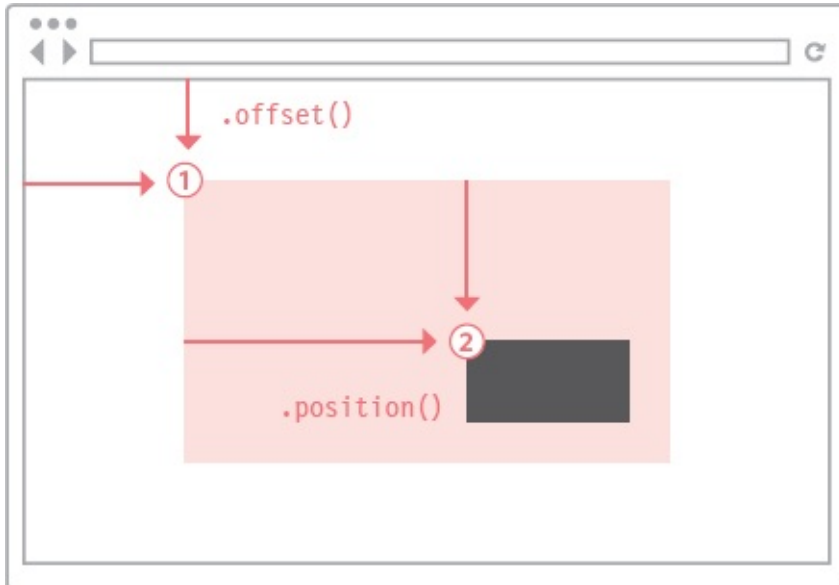 .offset()
①
②
.position()